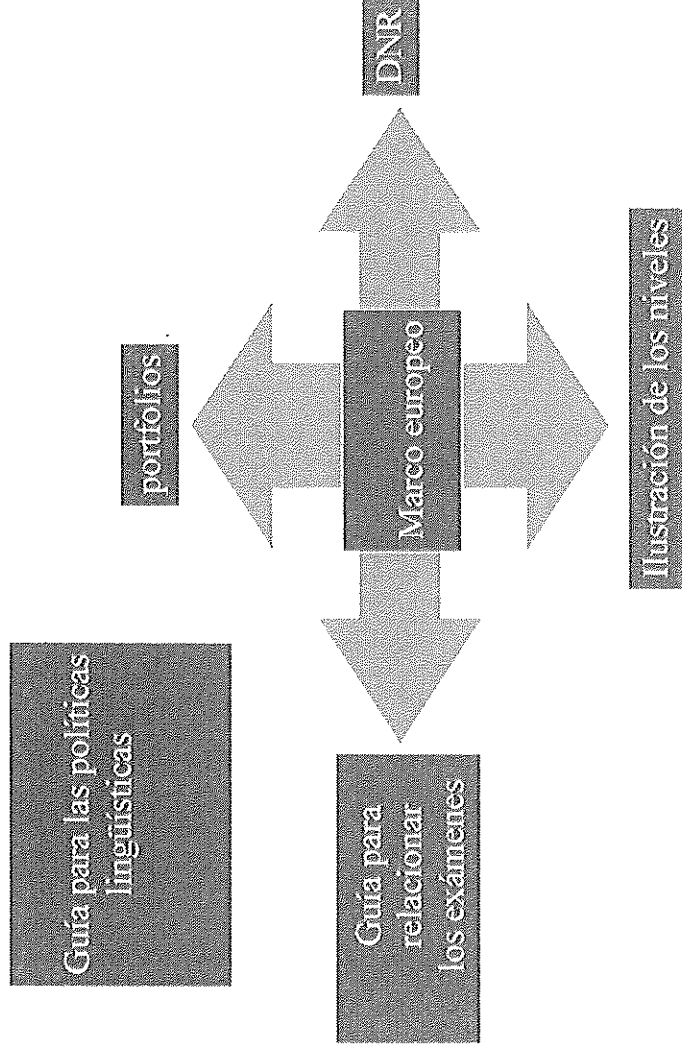 Guía para las políticas
lingüísticas
portfolios
Guía para
relacionar
los exámenes
Marco europeo
DNR
Ilustración de los niveles